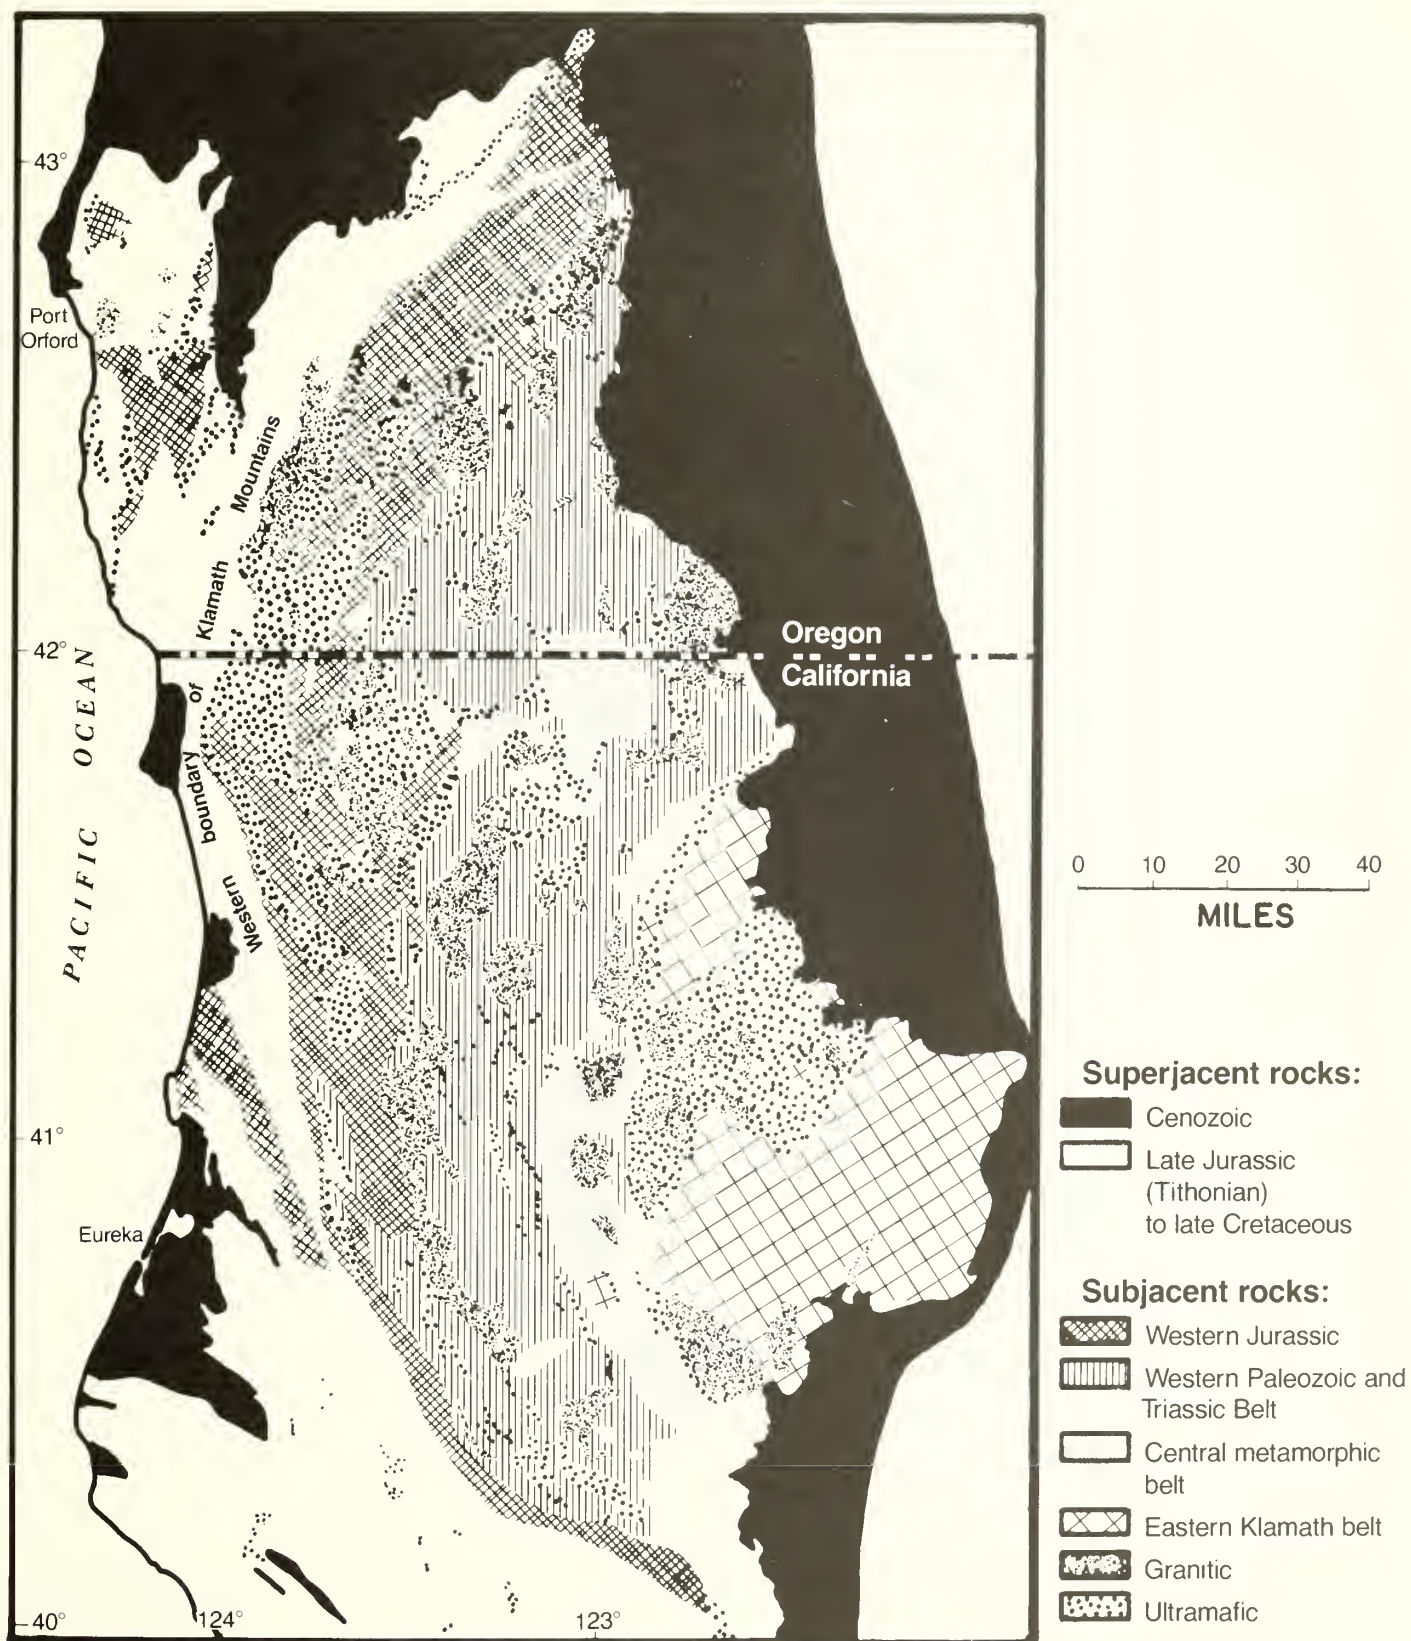 43°
Port
Orford
Mountains
Klamath
of
boundary
Western
42°
Oregon
California
PACIFIC OCEAN
0 10 20 30 40
MILES
41°
Eureka
40°
124°
123°
Superjacent rocks:
Cenozoic
Late Jurassic
(Tithonian)
to late Cretaceous
Subjacent rocks:
Western Jurassic
Western Paleozoic and
Triassic Belt
Central metamorphic
belt
Eastern Klamath belt
Granitic
Ultramafic